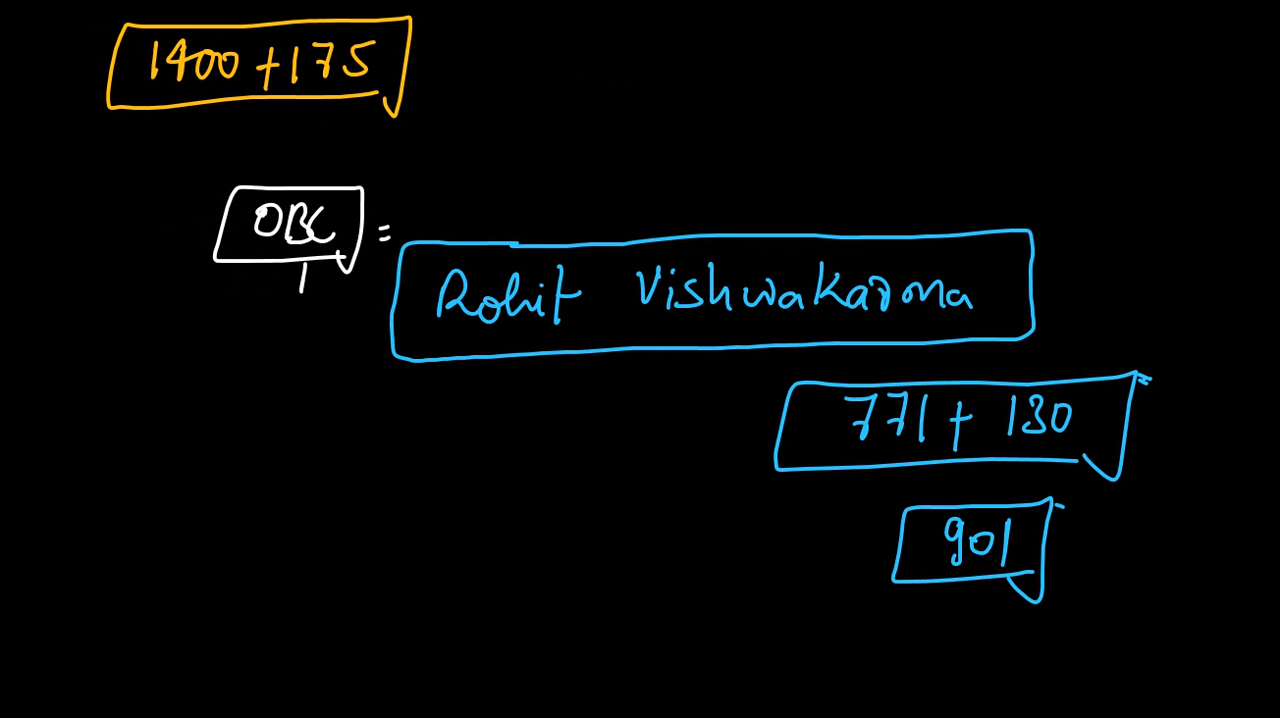 1400 + 175
OBC =
Rohit Vishwakarma
771 + 130
901